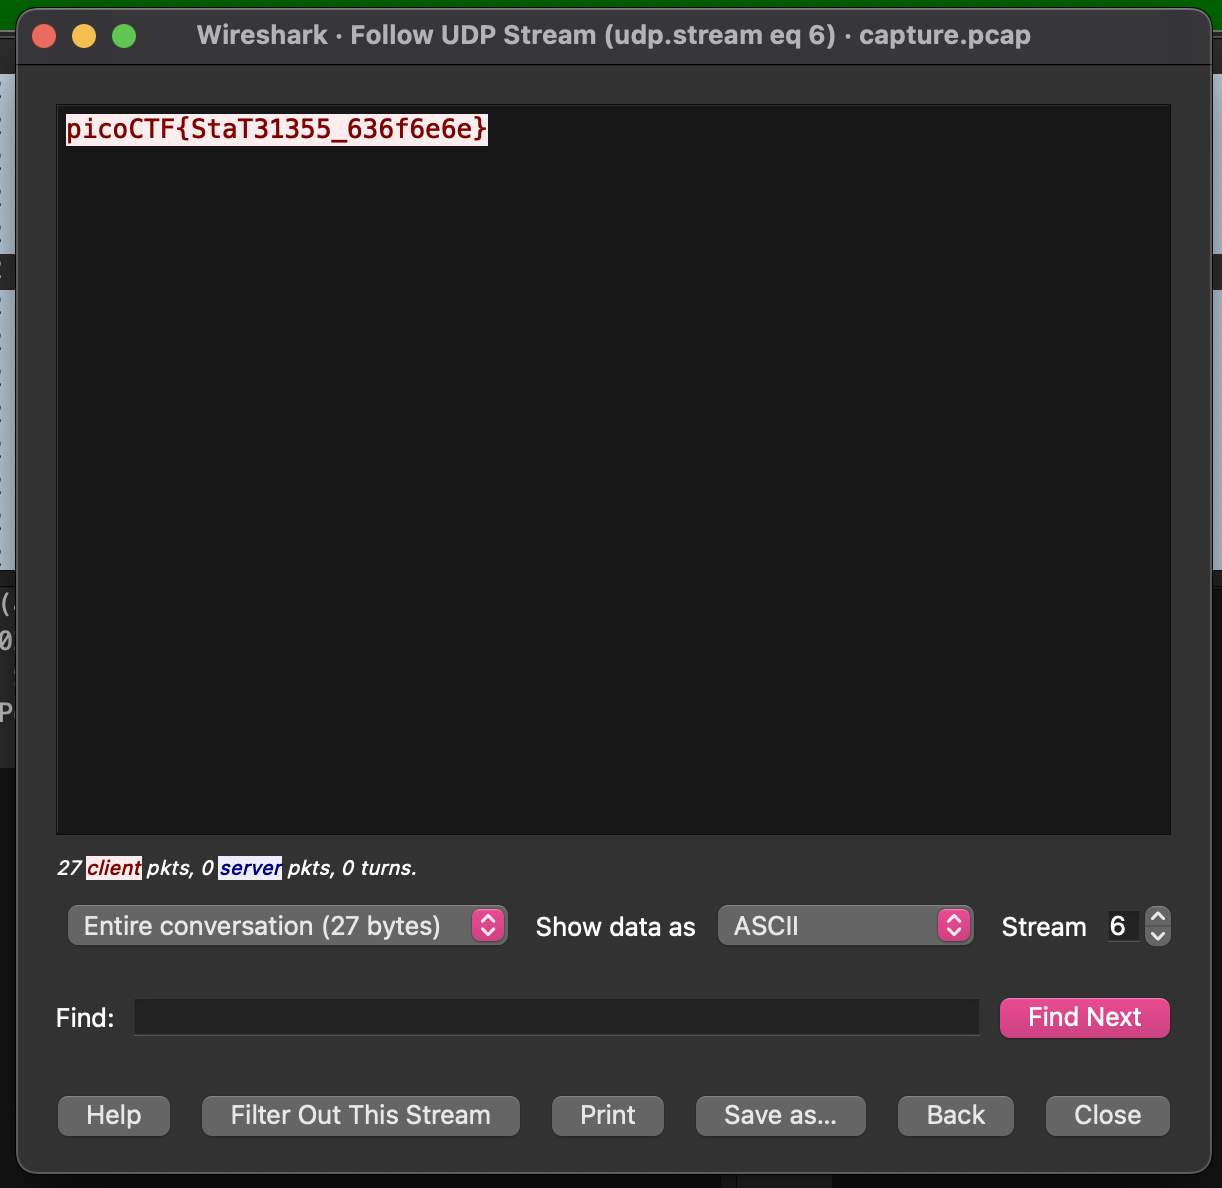 Wireshark · Follow UDP Stream (udp.stream eq 6) · capture.pcap
picoCTF{StaT31355_636f6e6e}
27 client pkts, 0 server pkts, 0 turns.
Entire conversation (27 bytes) Show data as ASCII Stream 6
Find: Find Next
Help Filter Out This Stream Print Save as... Back Close